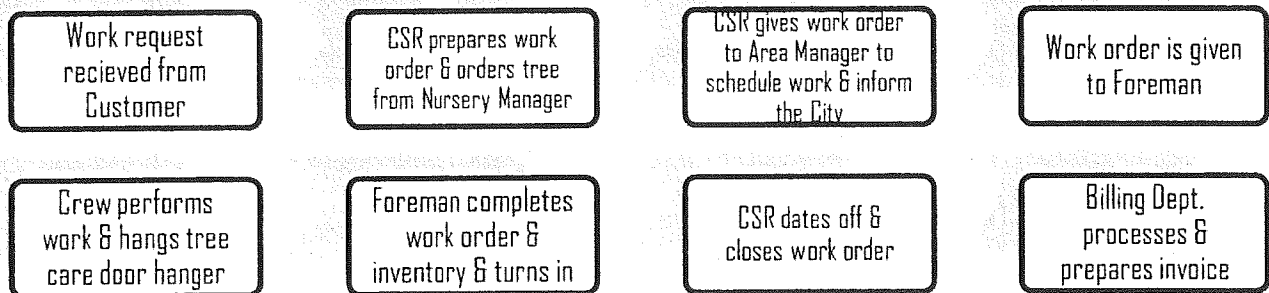 Work request
recieved from
Customer
CSR prepares work
order & orders tree
from Nursery Manager
CSR gives work order
to Area Manager to
schedule work & inform
the City
Work order is given
to Foreman
Crew performs
work & hangs tree
care door hanger
Foreman completes
work order &
inventory & turns in
CSR dates off &
closes work order
Billing Dept.
processes &
prepares invoice